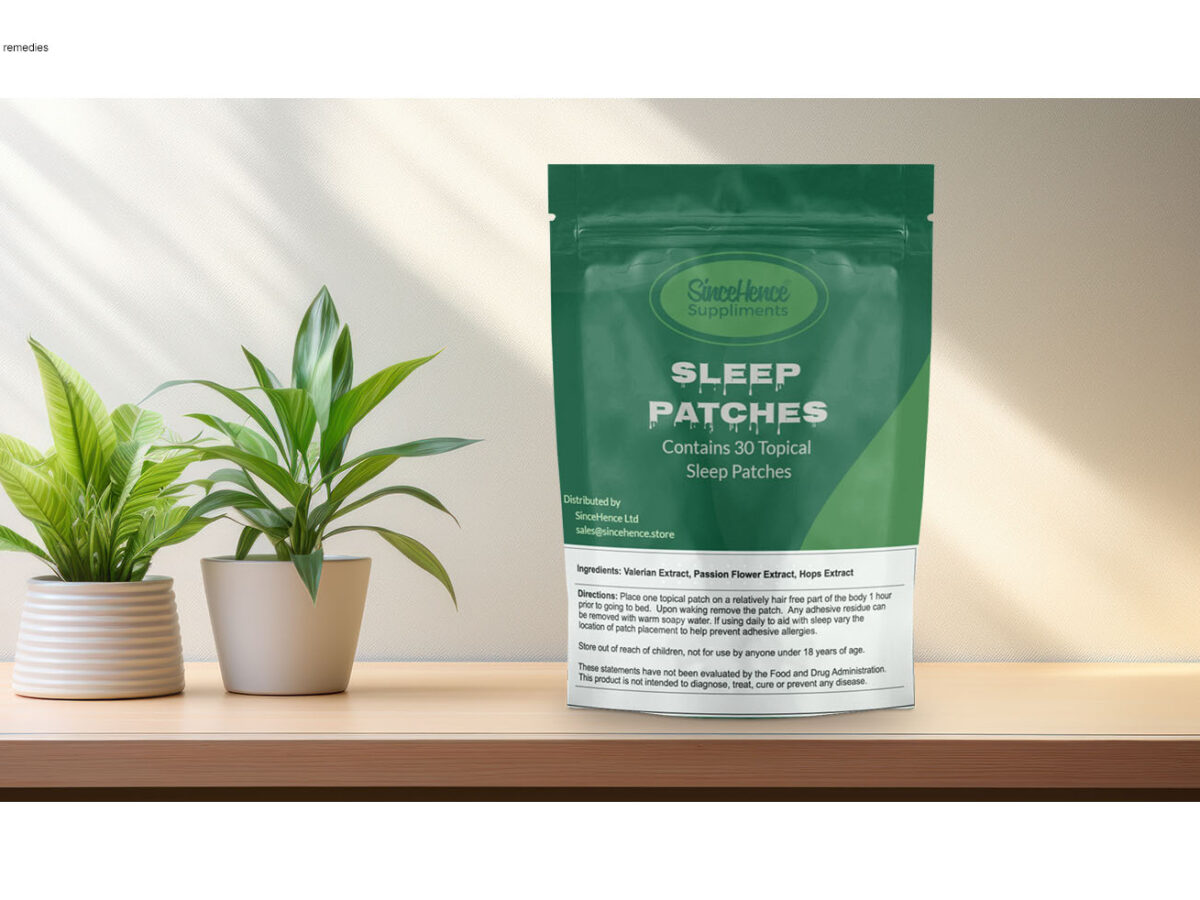 remedies
SinceHence
Suppliments
SLEEP
PATCHES
Contains 30 Topical
Sleep Patches
Distributed by
SinceHence Ltd
sales@sincehence.store
Ingredients: Valerian Extract, Passion Flower Extract, Hops Extract
Directions: Place one topical patch on a relatively hair free part of the body 1 hour
prior to going to bed. Upon waking remove the patch. Any adhesive residue can
be removed with warm soapy water. If using daily to aid with sleep vary the
location of patch placement to help prevent adhesive allergies.
Store out of reach of children, not for use by anyone under 18 years of age.
These statements have not been evaluated by the Food and Drug Administration.
This product is not intended to diagnose, treat, cure or prevent any disease.